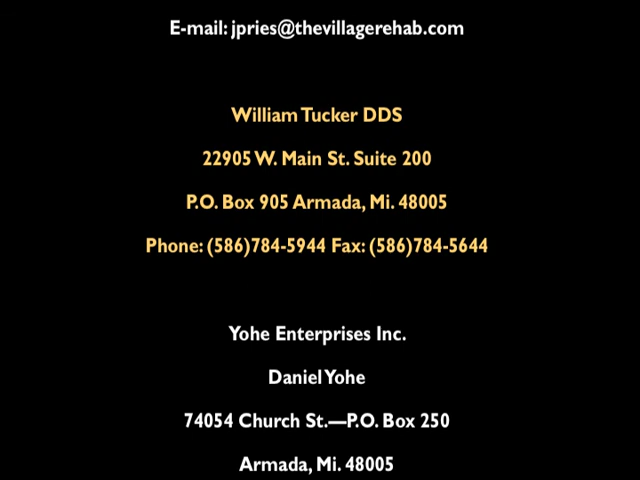 E-mail: jpries@thevillagerehab.com
William Tucker DDS
22905 W. Main St. Suite 200
P.O. Box 905 Armada, Mi. 48005
Phone: (586)784-5944 Fax: (586)784-5644
Yohe Enterprises Inc.
Daniel Yohe
74054 Church St.—P.O. Box 250
Armada, Mi. 48005